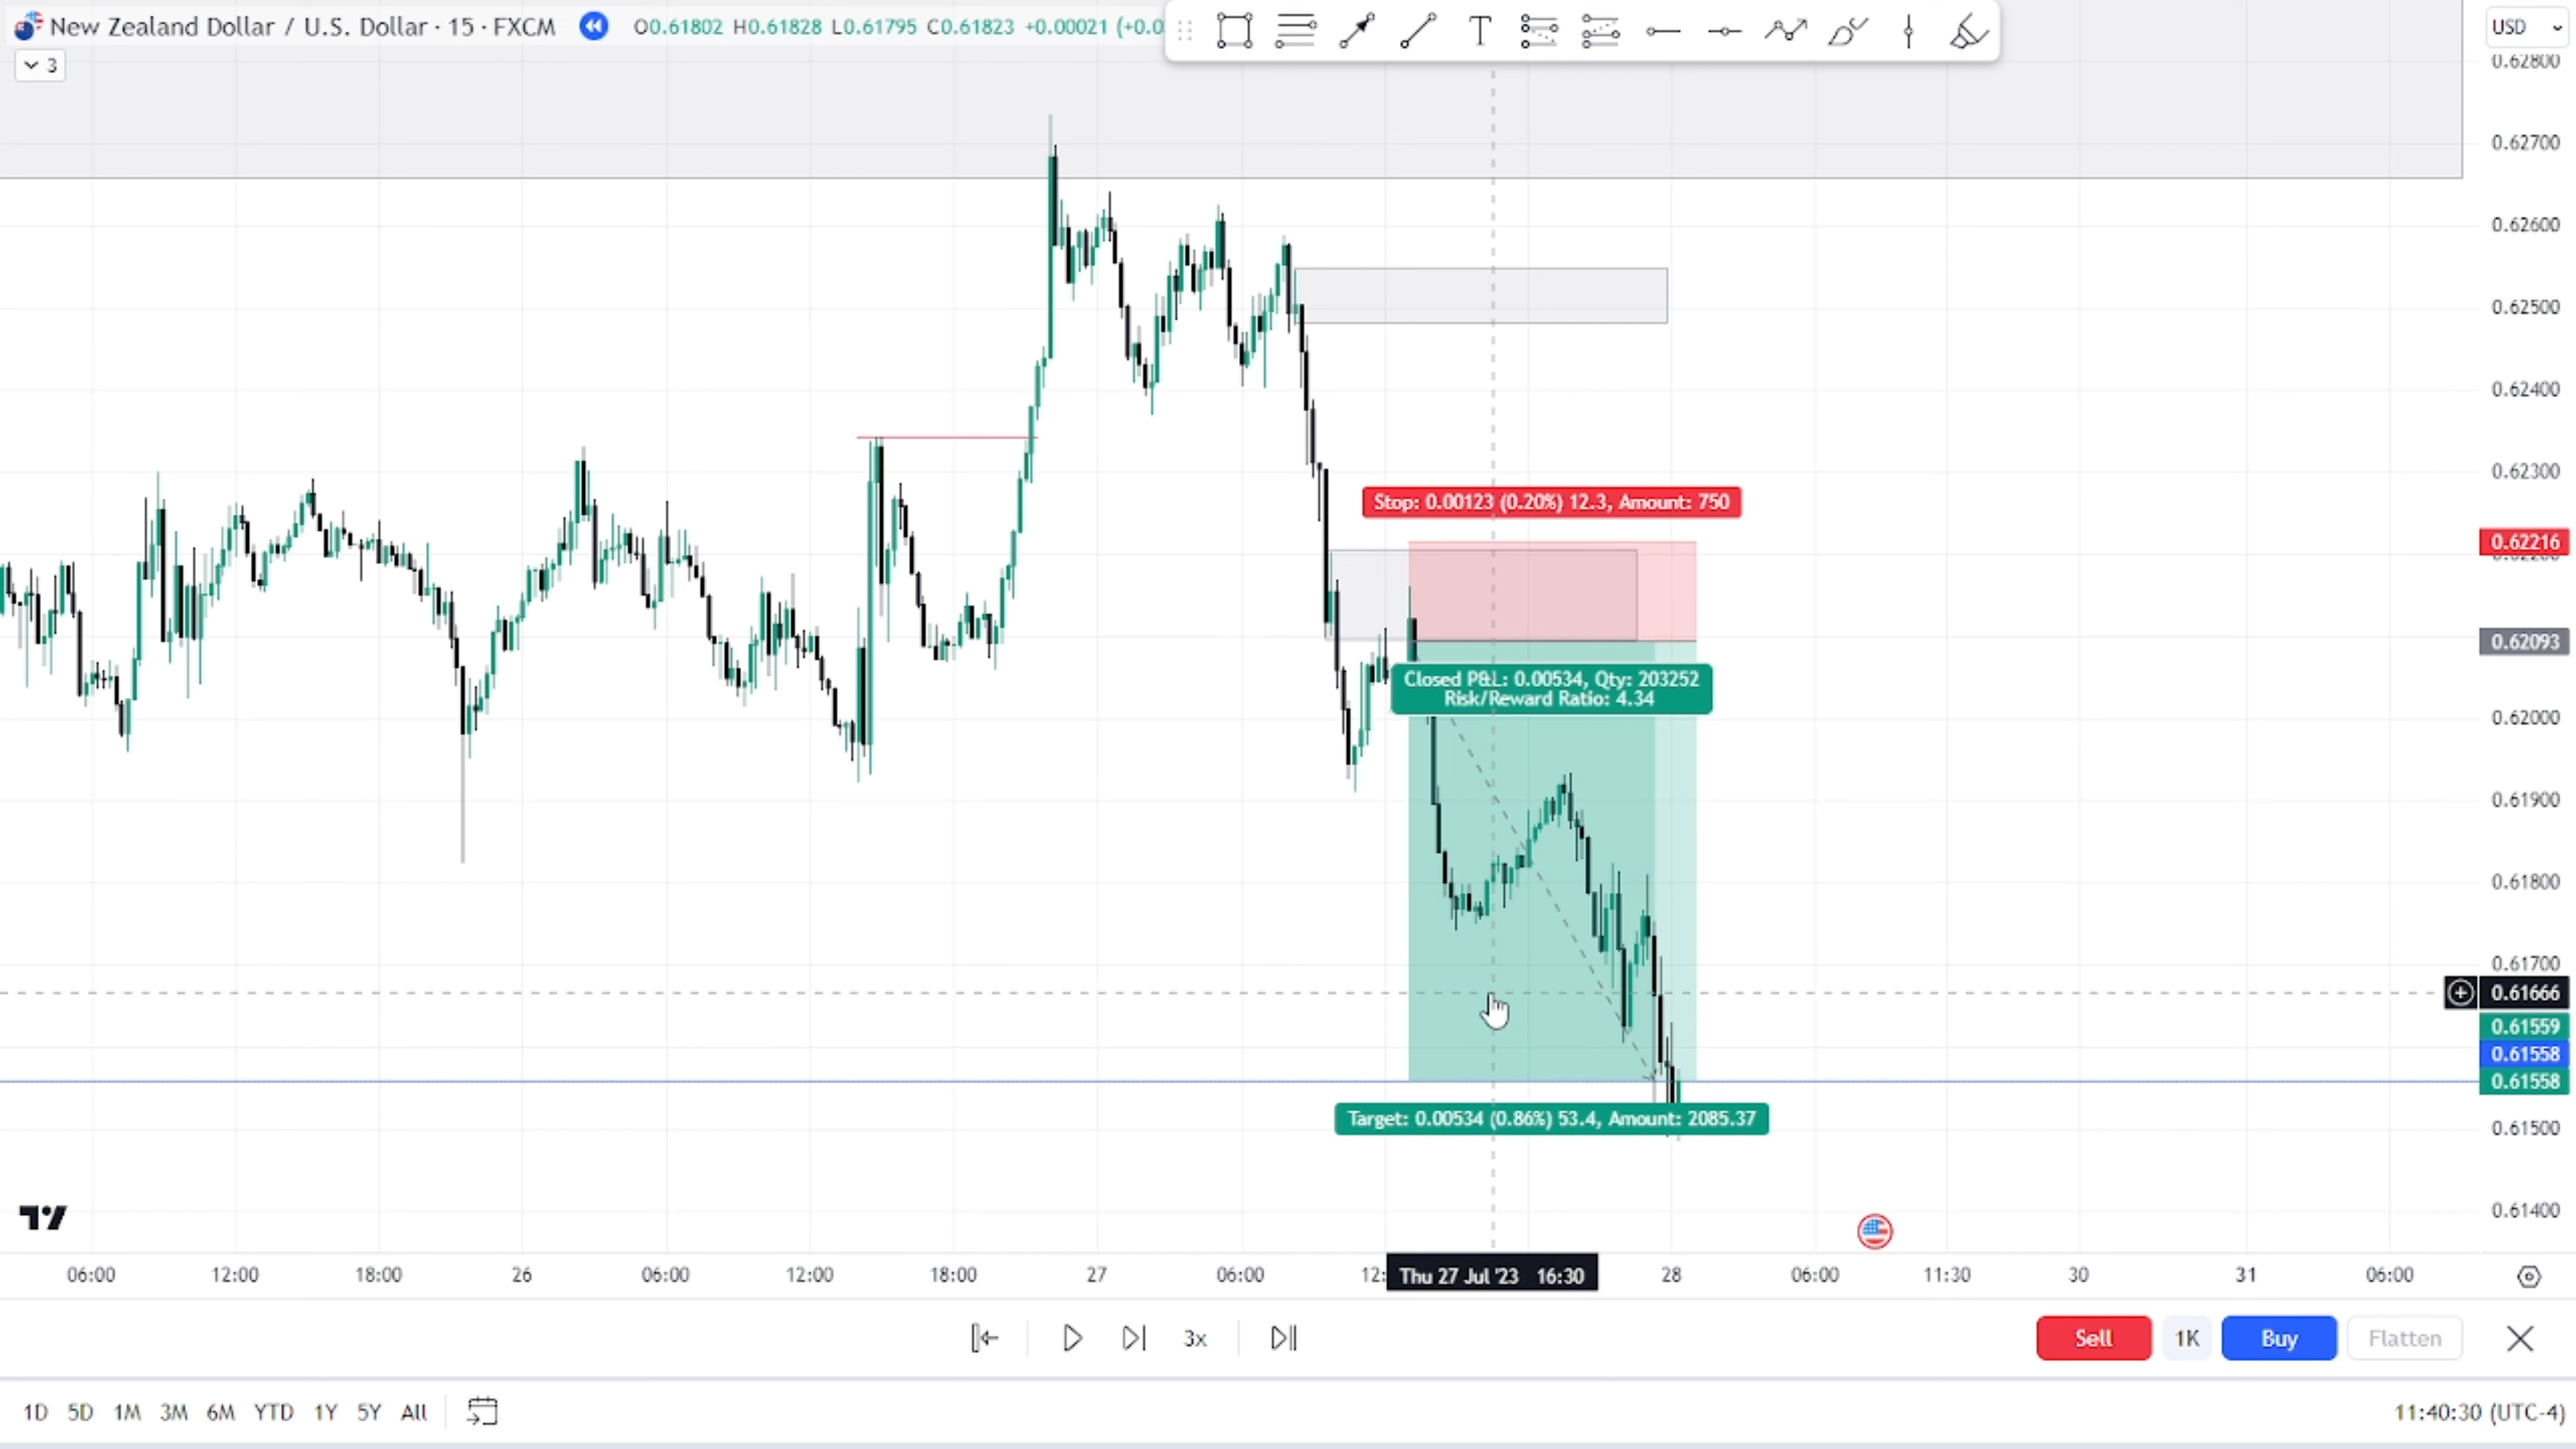 New Zealand Dollar / U.S. Dollar · 15 · FXCM O0.61802 H0.61828 L0.61795 C0.61823 +0.00021 (+0.0
USD
3
0.62800
0.62700
0.62600
0.62500
0.62400
0.62300
Stop: 0.00123 (0.20%) 12.3, Amount: 750
0.62216
0.62093
Closed P&L: 0.00534, Qty: 203252
Risk/Reward Ratio: 4.34
0.62000
0.61900
0.61800
0.61700
0.61666
0.61559
0.61558
0.61558
Target: 0.00534 (0.86%) 53.4, Amount: 2085.37
0.61500
0.61400
06:00 12:00 18:00 26 06:00 12:00 18:00 27 06:00 12: Thu 27 Jul '23 16:30 28 06:00 11:30 30 31 06:00
3x Sell 1K Buy Flatten
1D 5D 1M 3M 6M YTD 1Y 5Y All 11:40:30 (UTC-4)